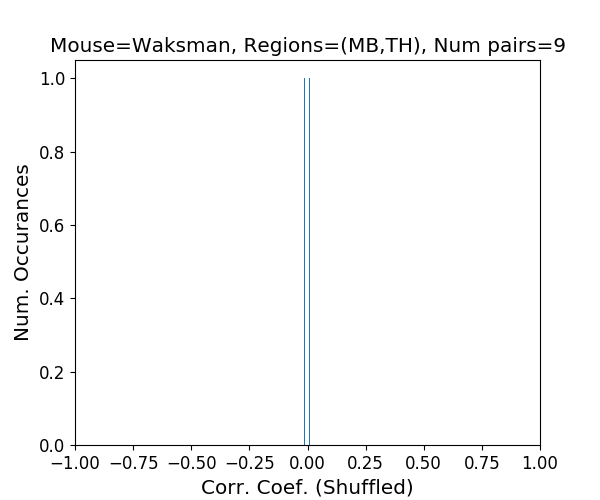 Mouse=Waksman, Regions=(MB,TH), Num pairs=9
Num. Occurances
1.0
0.8
0.6
0.4
0.2
0.0
−1.00 −0.75 −0.50 −0.25 0.00 0.25 0.50 0.75 1.00
Corr. Coef. (Shuffled)